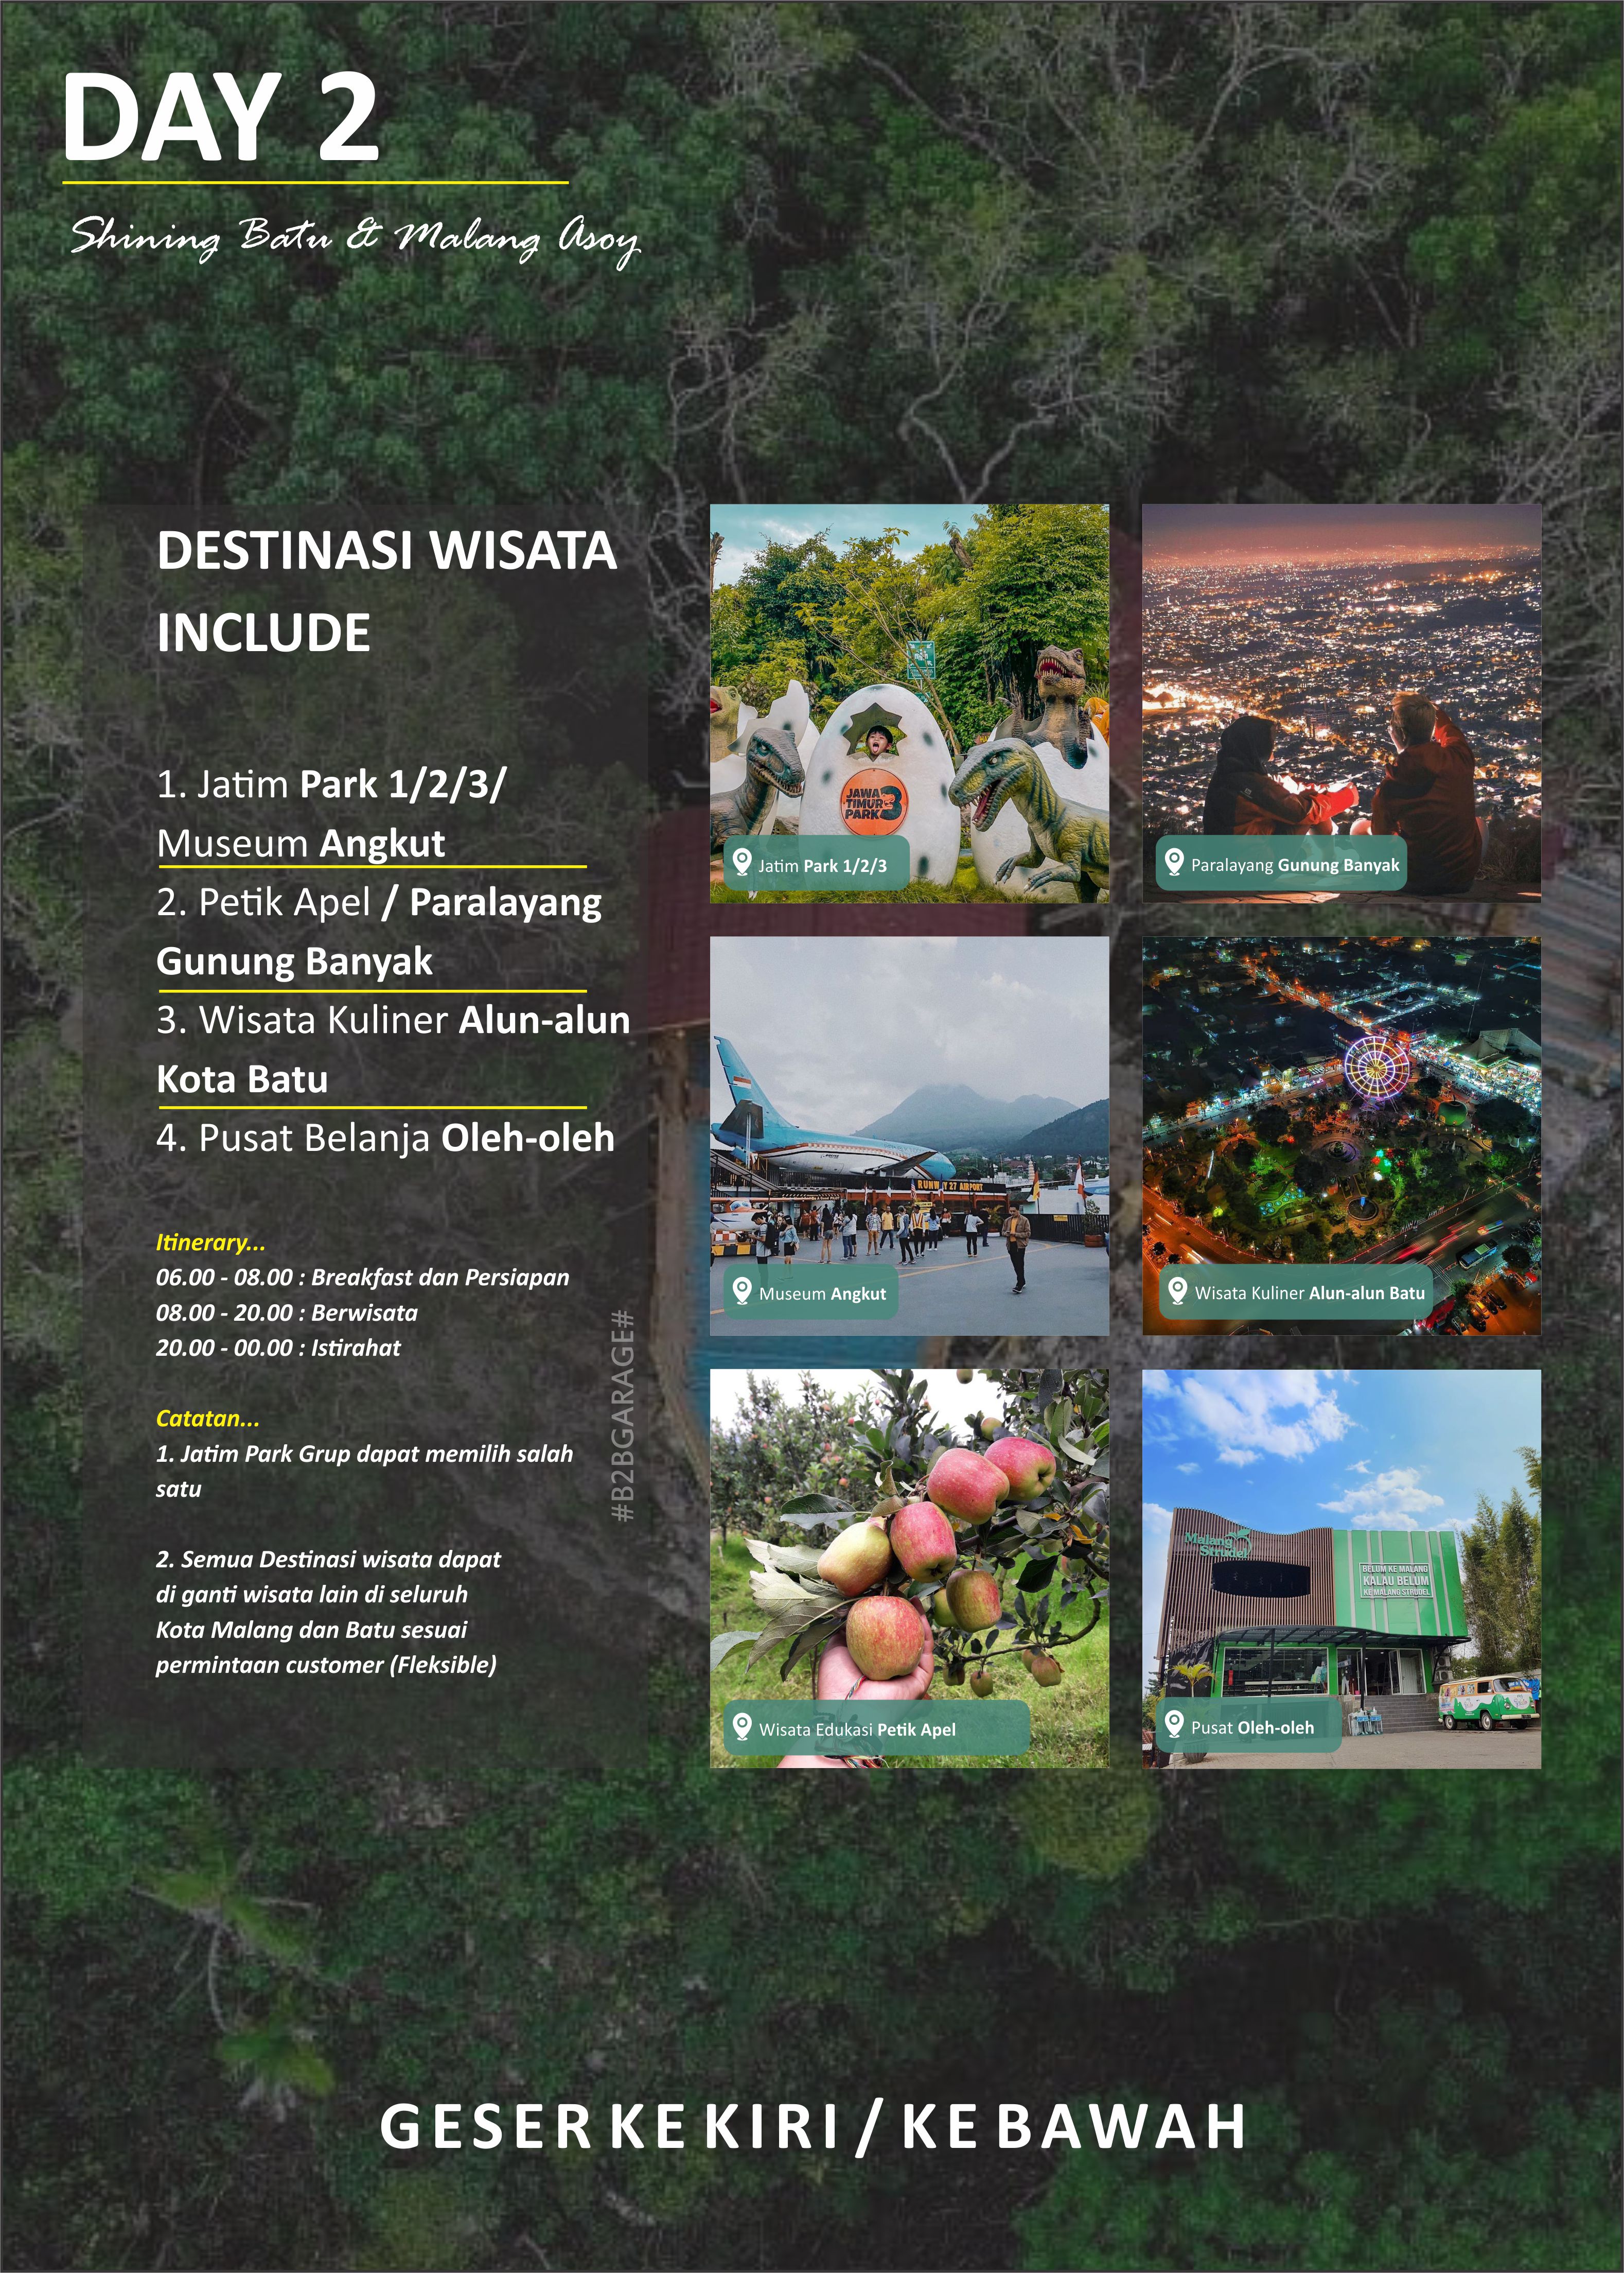 DAY 2
Shining Batu & Malang Asoy
DESTINASI WISATA
INCLUDE
1. Jatim Park 1/2/3/
Museum Angkut
2. Petik Apel / Paralayang
Gunung Banyak
3. Wisata Kuliner Alun-alun
Kota Batu
4. Pusat Belanja Oleh-oleh
Itinerary...
06.00 - 08.00 : Breakfast dan Persiapan
08.00 - 20.00 : Berwisata
20.00 - 00.00 : Istirahat
Catatan...
1. Jatim Park Grup dapat memilih salah
satu
2. Semua Destinasi wisata dapat
di ganti wisata lain di seluruh
Kota Malang dan Batu sesuai
permintaan customer (Fleksible)
#B2BGARAGE#
JAWA
TIMUR
PARK 3
Jatim Park 1/2/3
Paralayang Gunung Banyak
RUNWAY 27 AIRPORT
Museum Angkut
Wisata Kuliner Alun-alun Batu
Wisata Edukasi Petik Apel
Malang
Strudel
BELUM KE MALANG
KALAU BELUM
KE MALANG STRUDEL
Pusat Oleh-oleh
GESER KE KIRI / KE BAWAH